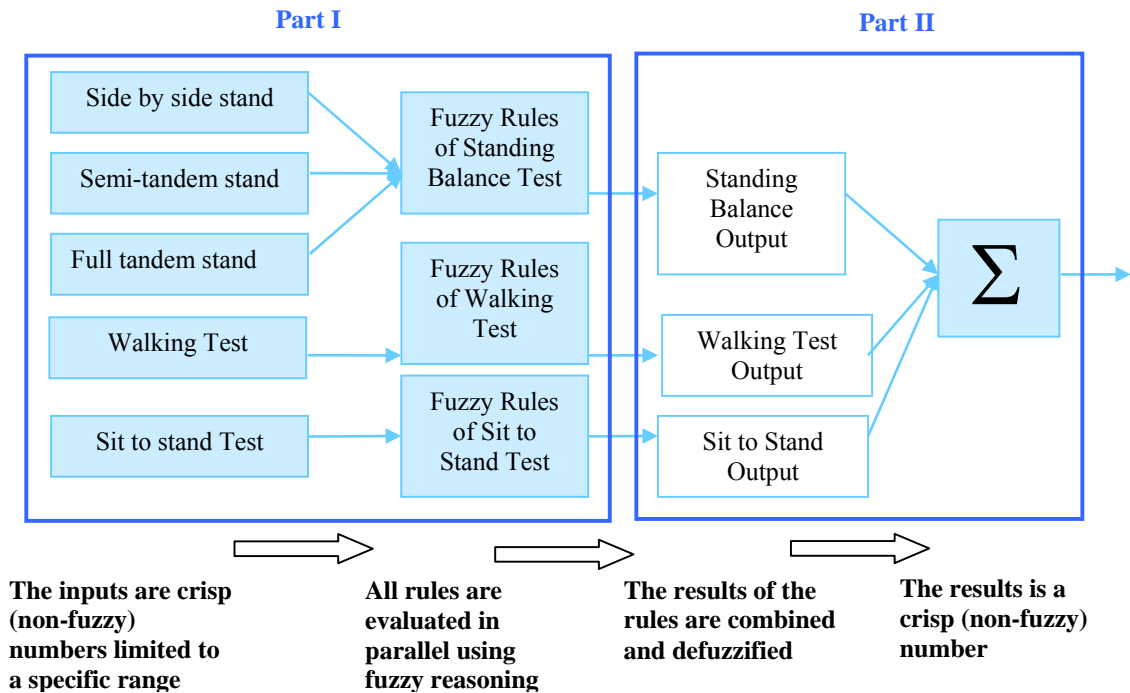 Part I
Part II
Side by side stand
Semi-tandem stand
Full tandem stand
Walking Test
Sit to stand Test
Fuzzy Rules
of Standing
Balance Test
Fuzzy Rules
of Walking
Test
Fuzzy Rules
of Sit to
Stand Test
Standing
Balance
Output
Walking Test
Output
Sit to Stand
Output
Σ
The inputs are crisp
(non-fuzzy)
numbers limited to
a specific range
All rules are
evaluated in
parallel using
fuzzy reasoning
The results of the
rules are combined
and defuzzified
The results is a
crisp (non-fuzzy)
number